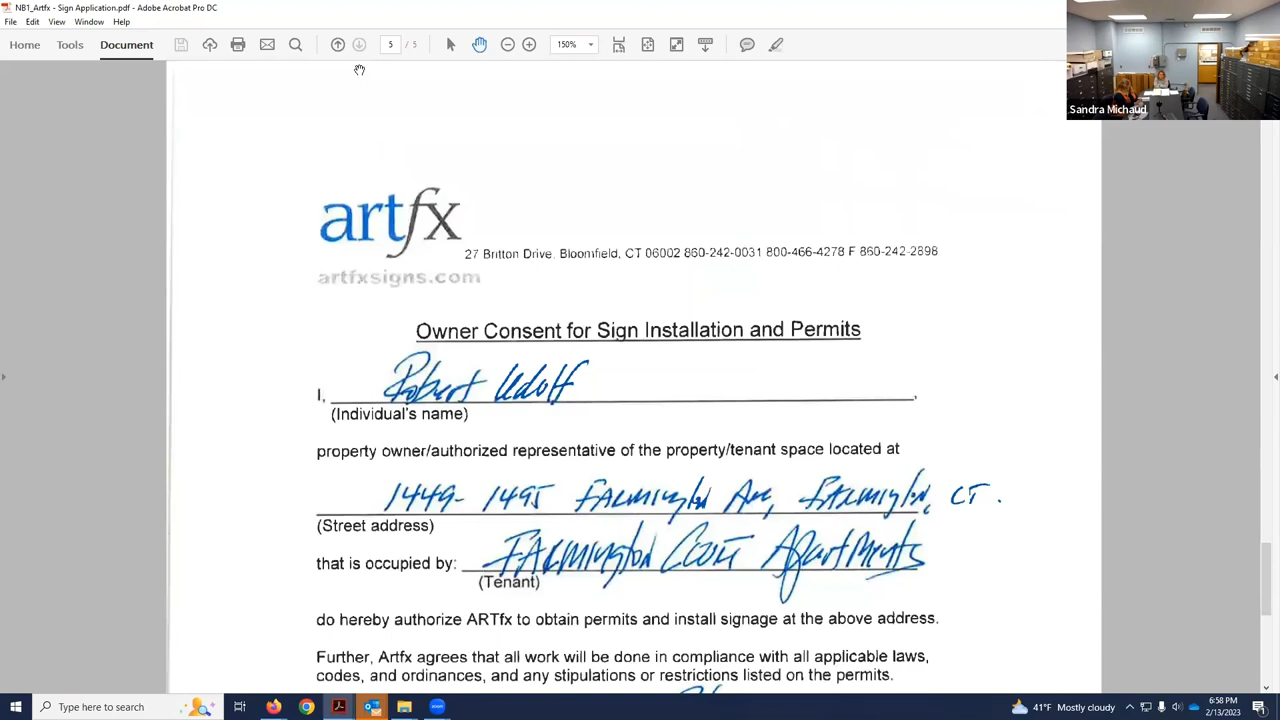 NB1_Artfx - Sign Application.pdf - Adobe Acrobat Pro DC
File Edit View Window Help
Home Tools Document 5 / 5 150%
Sandra Michaud
artfx
27 Britton Drive, Bloomfield, CT 06002 860-242-0031 800-466-4278 F 860-242-2898
artfxsigns.com
Owner Consent for Sign Installation and Permits
I, Robert Udolf,
(Individual's name)
property owner/authorized representative of the property/tenant space located at
1449-1495 Farmington Ave, Farmington, CT.
(Street address)
that is occupied by: Farmington Court Apartments
(Tenant)
do hereby authorize ARTfx to obtain permits and install signage at the above address.
Further, Artfx agrees that all work will be done in compliance with all applicable laws,
codes, and ordinances, and any stipulations or restrictions listed on the permits.
Type here to search
zoom
41°F Mostly cloudy
6:58 PM
2/13/2023
1